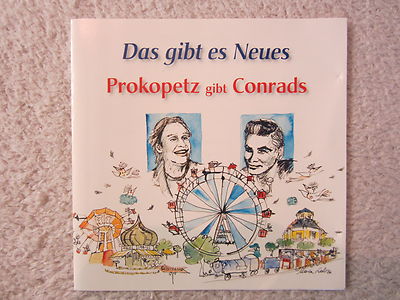 Das gibt es Neues
Prokopetz gibt Conrads